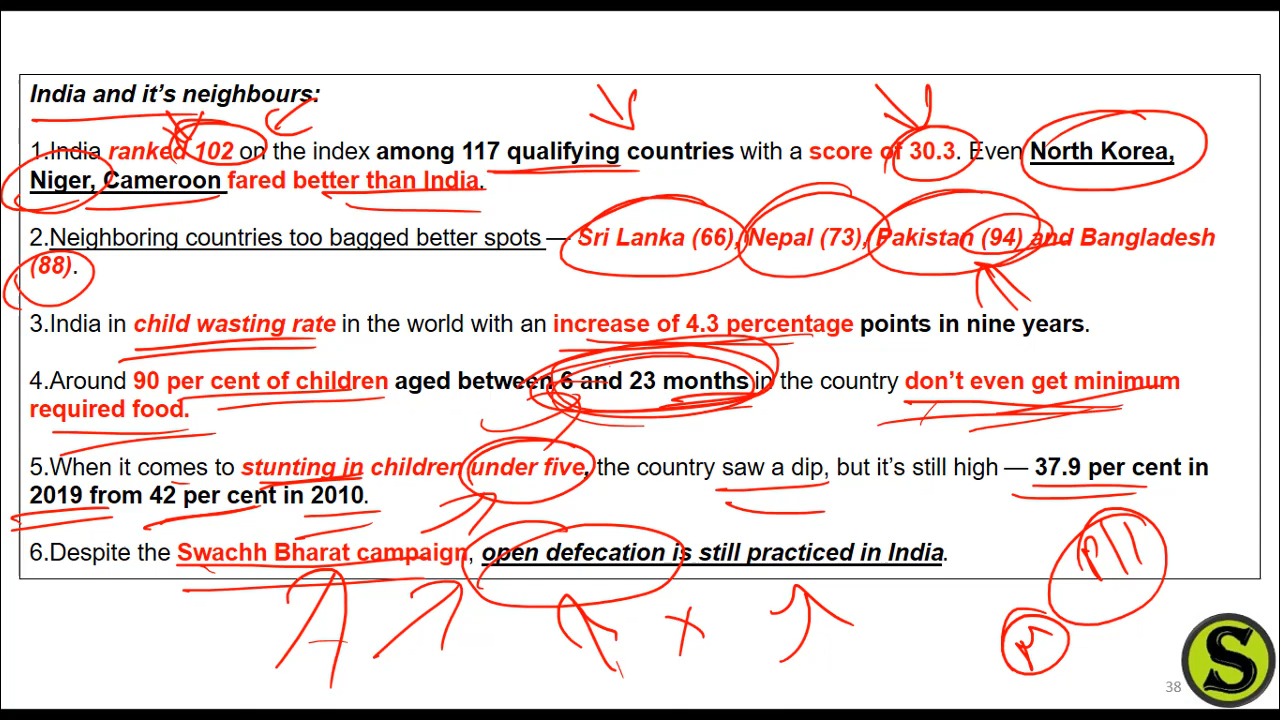 India and it's neighbours:
1.India ranked 102 on the index among 117 qualifying countries with a score of 30.3. Even North Korea,
Niger, Cameroon fared better than India.
2.Neighboring countries too bagged better spots — Sri Lanka (66), Nepal (73), Pakistan (94) and Bangladesh
(88).
3.India in child wasting rate in the world with an increase of 4.3 percentage points in nine years.
4.Around 90 per cent of children aged between 6 and 23 months in the country don't even get minimum
required food.
5.When it comes to stunting in children under five, the country saw a dip, but it's still high — 37.9 per cent in
2019 from 42 per cent in 2010.
6.Despite the Swachh Bharat campaign, open defecation is still practiced in India.
S
38